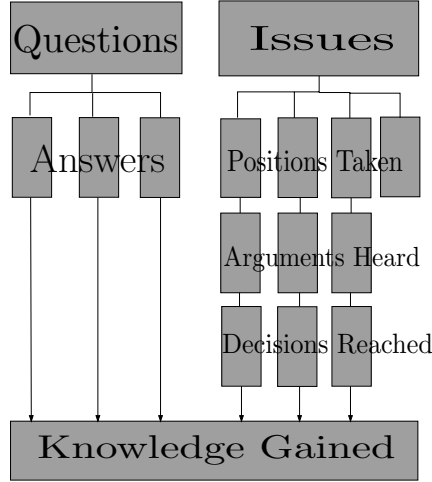 Questions
Issues
Answers
Positions Taken
Arguments Heard
Decisions Reached
Knowledge Gained